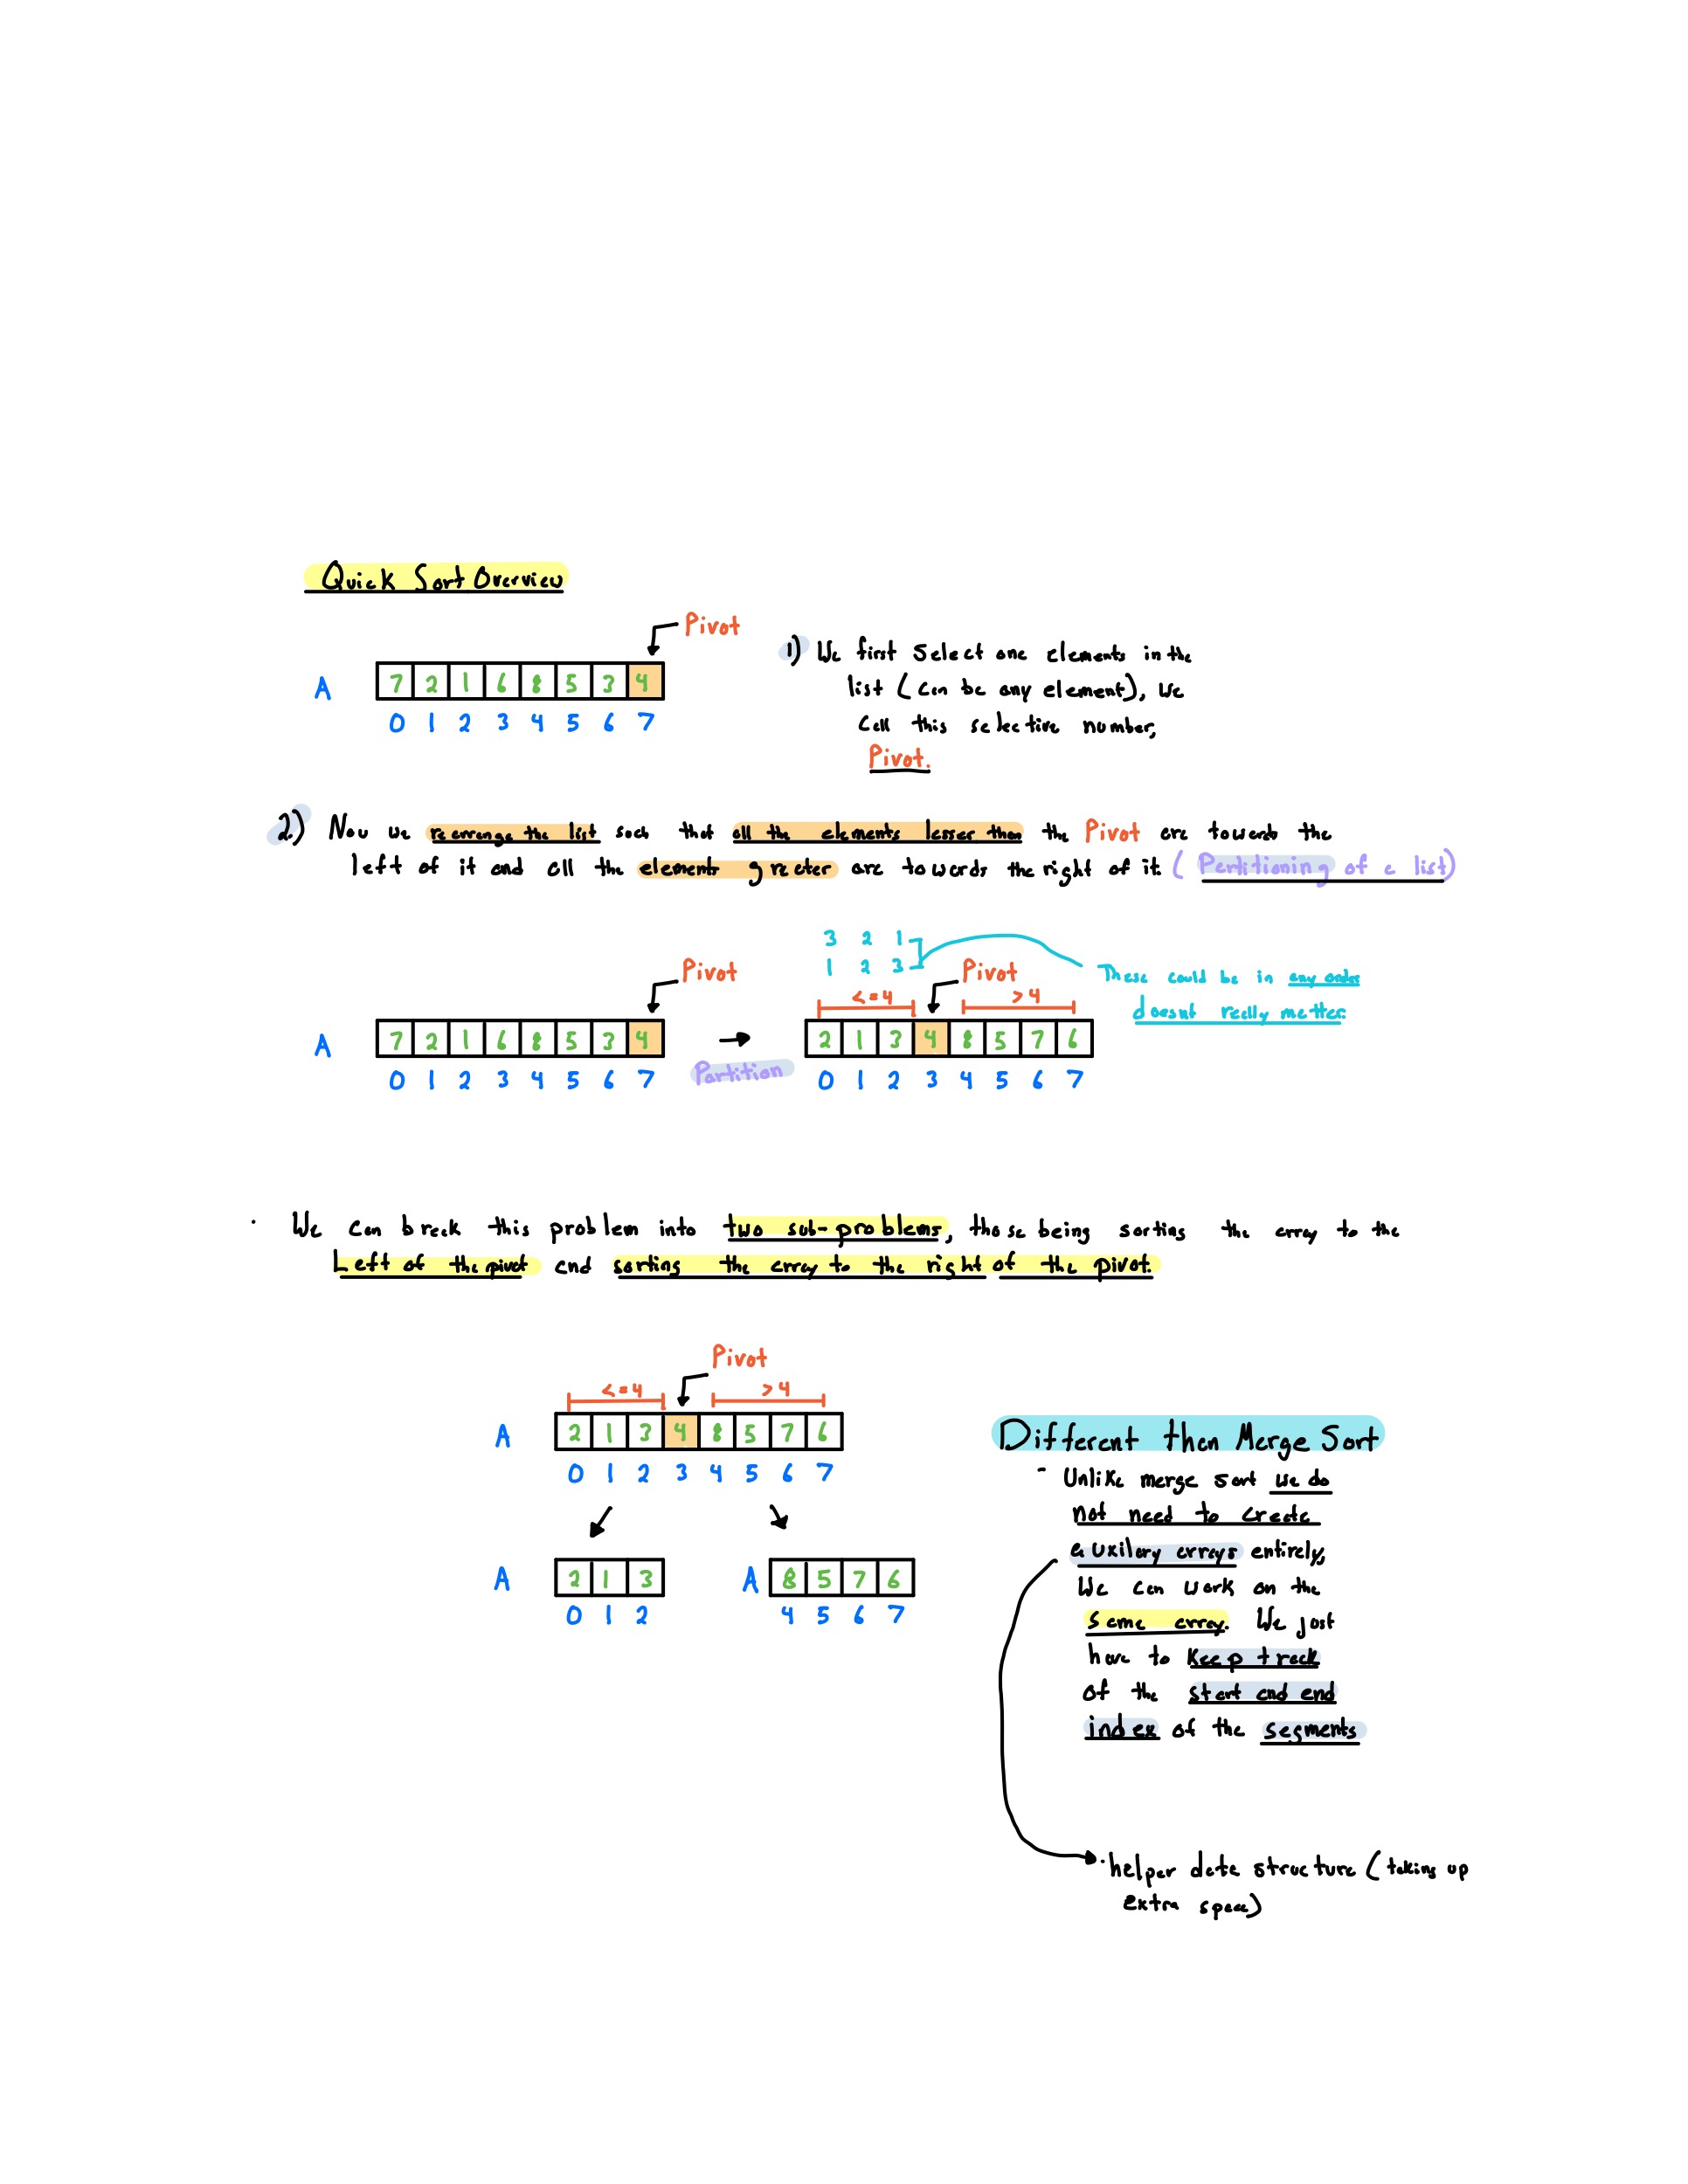 Quick Sort Overview
Pivot
A 7 2 1 6 8 5 3 4
0 1 2 3 4 5 6 7
1) We first select one elements in the
list (can be any element), we
call this selective number,
Pivot.
2) Now we rearrange the list such that all the elements lesser than the Pivot are towards the
left of it and all the elements greater are towards the right of it. (Partitioning of a list)
3 2 1
1 2 3
These could be in any order
doesnt really matter.
Pivot
A 7 2 1 6 8 5 3 4
0 1 2 3 4 5 6 7
Partition
Pivot
<=4 >4
2 1 3 4 8 5 7 6
0 1 2 3 4 5 6 7
· We can break this problem into two sub-problems, those being sorting the array to the
Left of the pivot and sorting the array to the right of the pivot.
Pivot
<=4 >4
A 2 1 3 4 8 5 7 6
0 1 2 3 4 5 6 7
A 2 1 3
0 1 2
A 8 5 7 6
4 5 6 7
Different than Merge Sort
- Unlike merge sort we do
not need to create
auxilary arrays entirely,
We can work on the
same array. We just
have to keep track
of the start and end
index of the segments
· helper data structure (taking up
extra space)